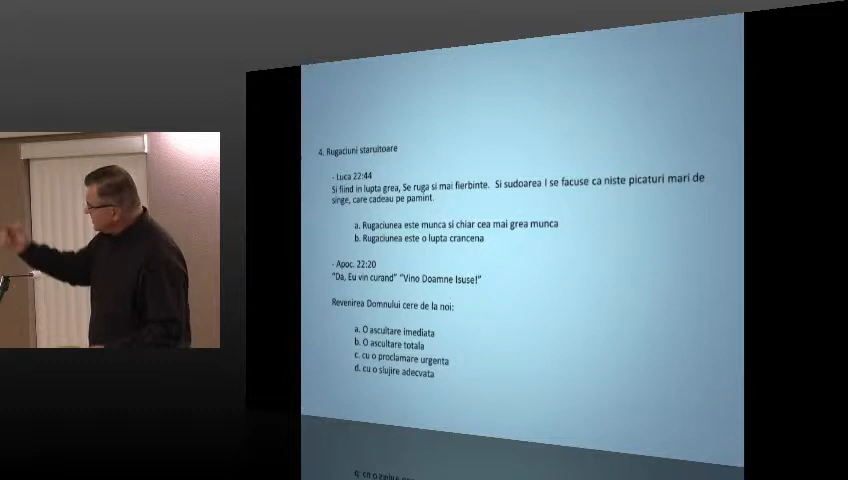 4. Rugaciuni staruitoare
- Luca 22:44
Si fiind in lupta grea, Se ruga si mai fierbinte. Si sudoarea I se facuse ca niste picaturi mari de
singe, care cadeau pe pamint.
a. Rugaciunea este munca si chiar cea mai grea munca
b. Rugaciunea este o lupta crancena
- Apoc. 22:20
"Da, Eu vin curand" "Vino Doamne Isuse!"
Revenirea Domnului cere de la noi:
a. O ascultare imediata
b. O ascultare totala
c. cu o proclamare urgenta
d. cu o slujire adecvata